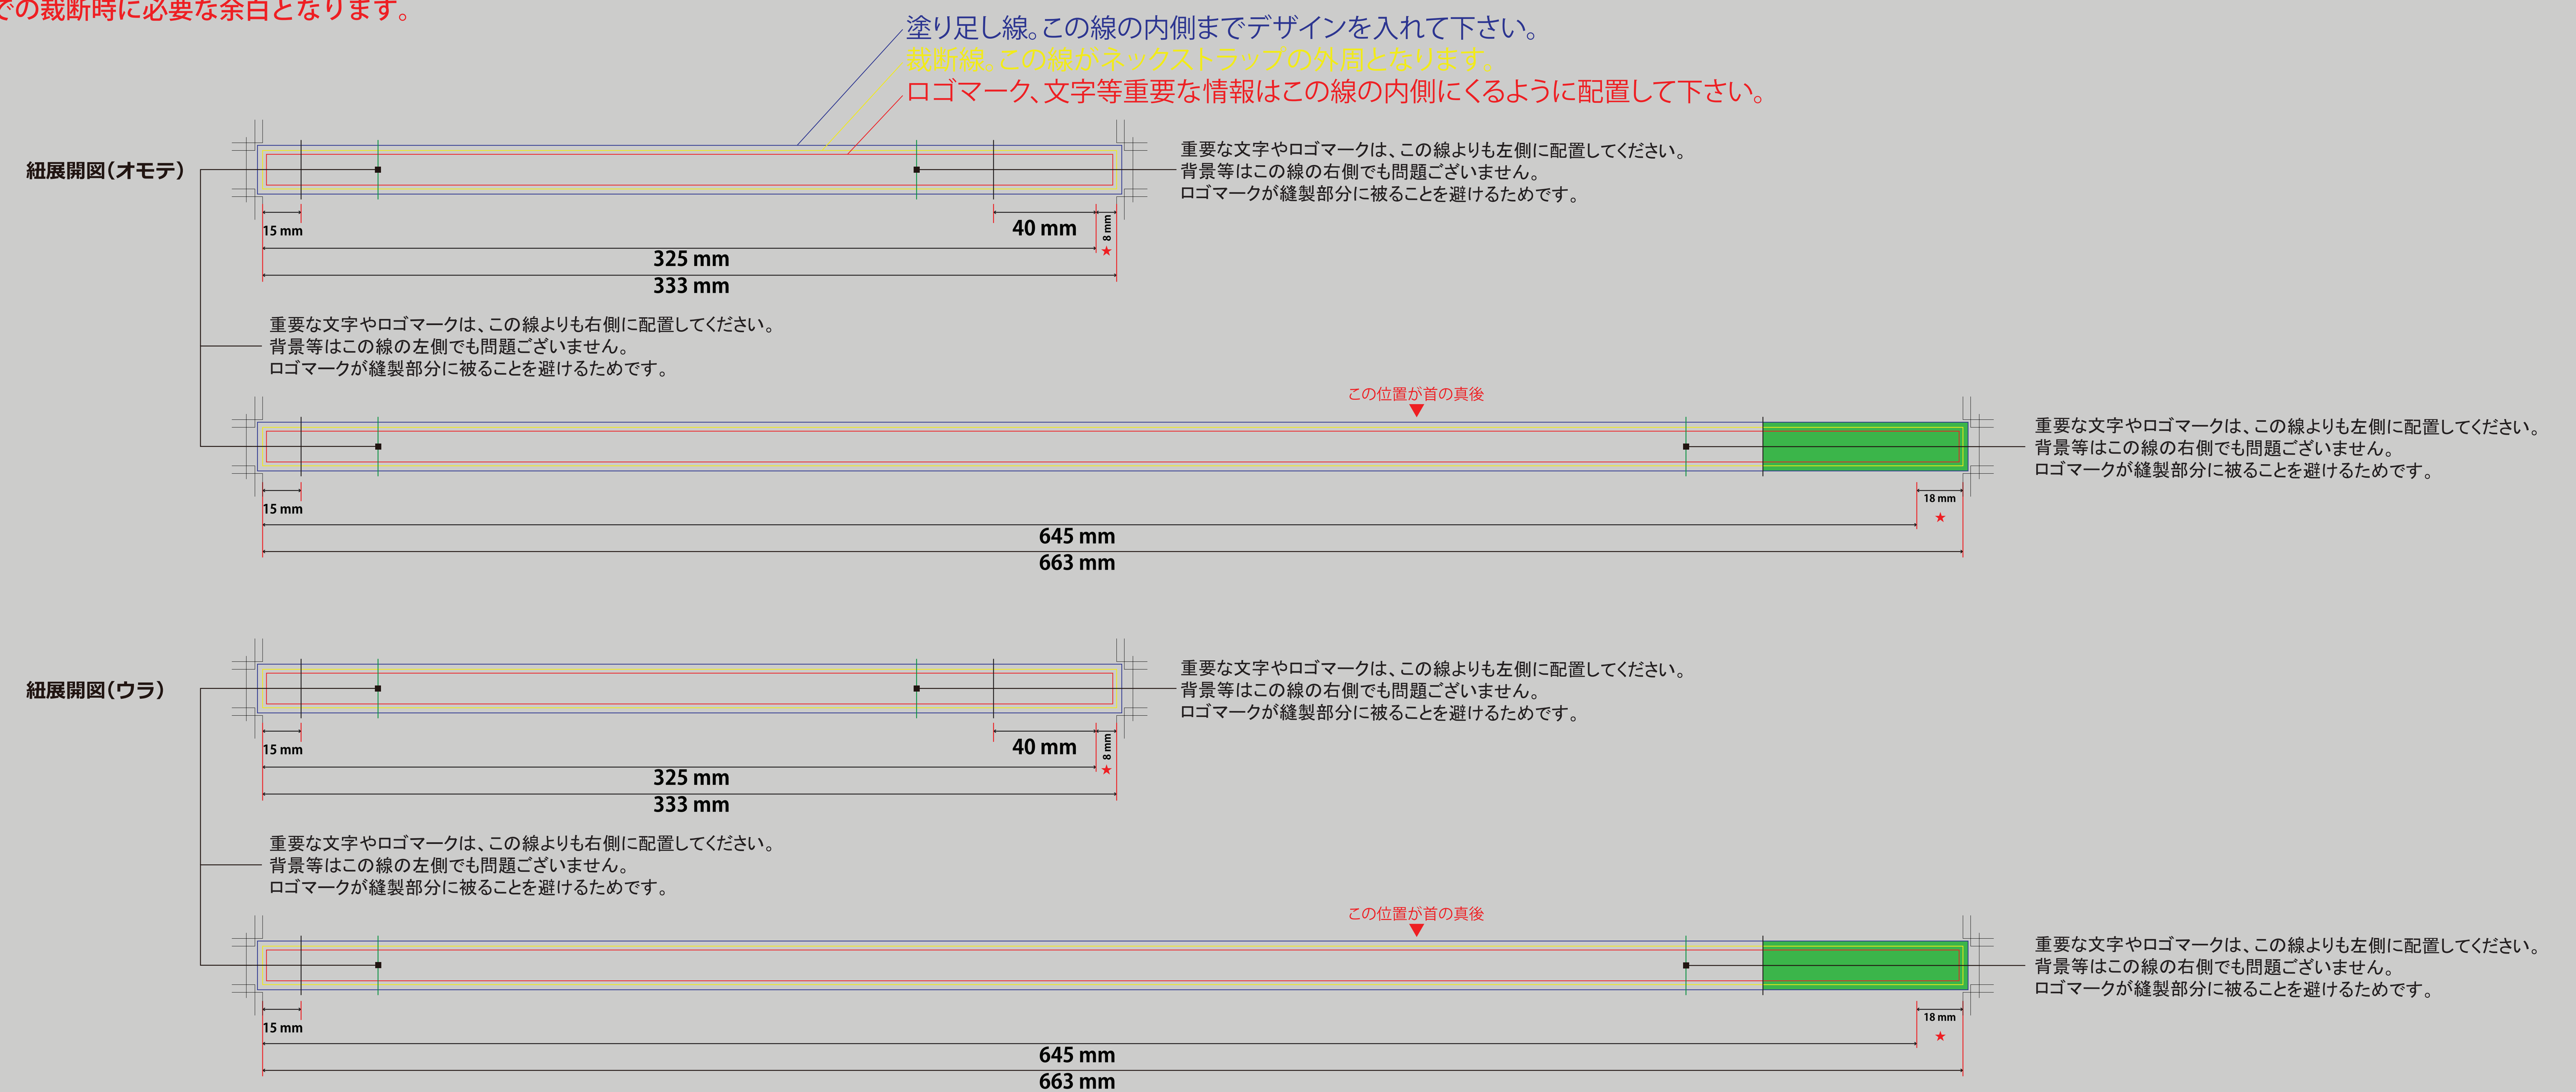 での裁断時に必要な余白となります。
塗り足し線。この線の内側までデザインを入れて下さい。
裁断線。この線がネックストラップの外周となります。
ロゴマーク、文字等重要な情報はこの線の内側にくるように配置して下さい。
紐展開図(オモテ)
重要な文字やロゴマークは、この線よりも左側に配置してください。
背景等はこの線の右側でも問題ございません。
ロゴマークが縫製部分に被ることを避けるためです。
15 mm
40 mm
8 mm
★
325 mm
333 mm
重要な文字やロゴマークは、この線よりも右側に配置してください。
背景等はこの線の左側でも問題ございません。
ロゴマークが縫製部分に被ることを避けるためです。
この位置が首の真後
重要な文字やロゴマークは、この線よりも左側に配置してください。
背景等はこの線の右側でも問題ございません。
ロゴマークが縫製部分に被ることを避けるためです。
15 mm
18 mm
★
645 mm
663 mm
紐展開図(ウラ)
重要な文字やロゴマークは、この線よりも左側に配置してください。
背景等はこの線の右側でも問題ございません。
ロゴマークが縫製部分に被ることを避けるためです。
15 mm
40 mm
8 mm
★
325 mm
333 mm
重要な文字やロゴマークは、この線よりも右側に配置してください。
背景等はこの線の左側でも問題ございません。
ロゴマークが縫製部分に被ることを避けるためです。
この位置が首の真後
重要な文字やロゴマークは、この線よりも左側に配置してください。
背景等はこの線の右側でも問題ございません。
ロゴマークが縫製部分に被ることを避けるためです。
15 mm
18 mm
★
645 mm
663 mm